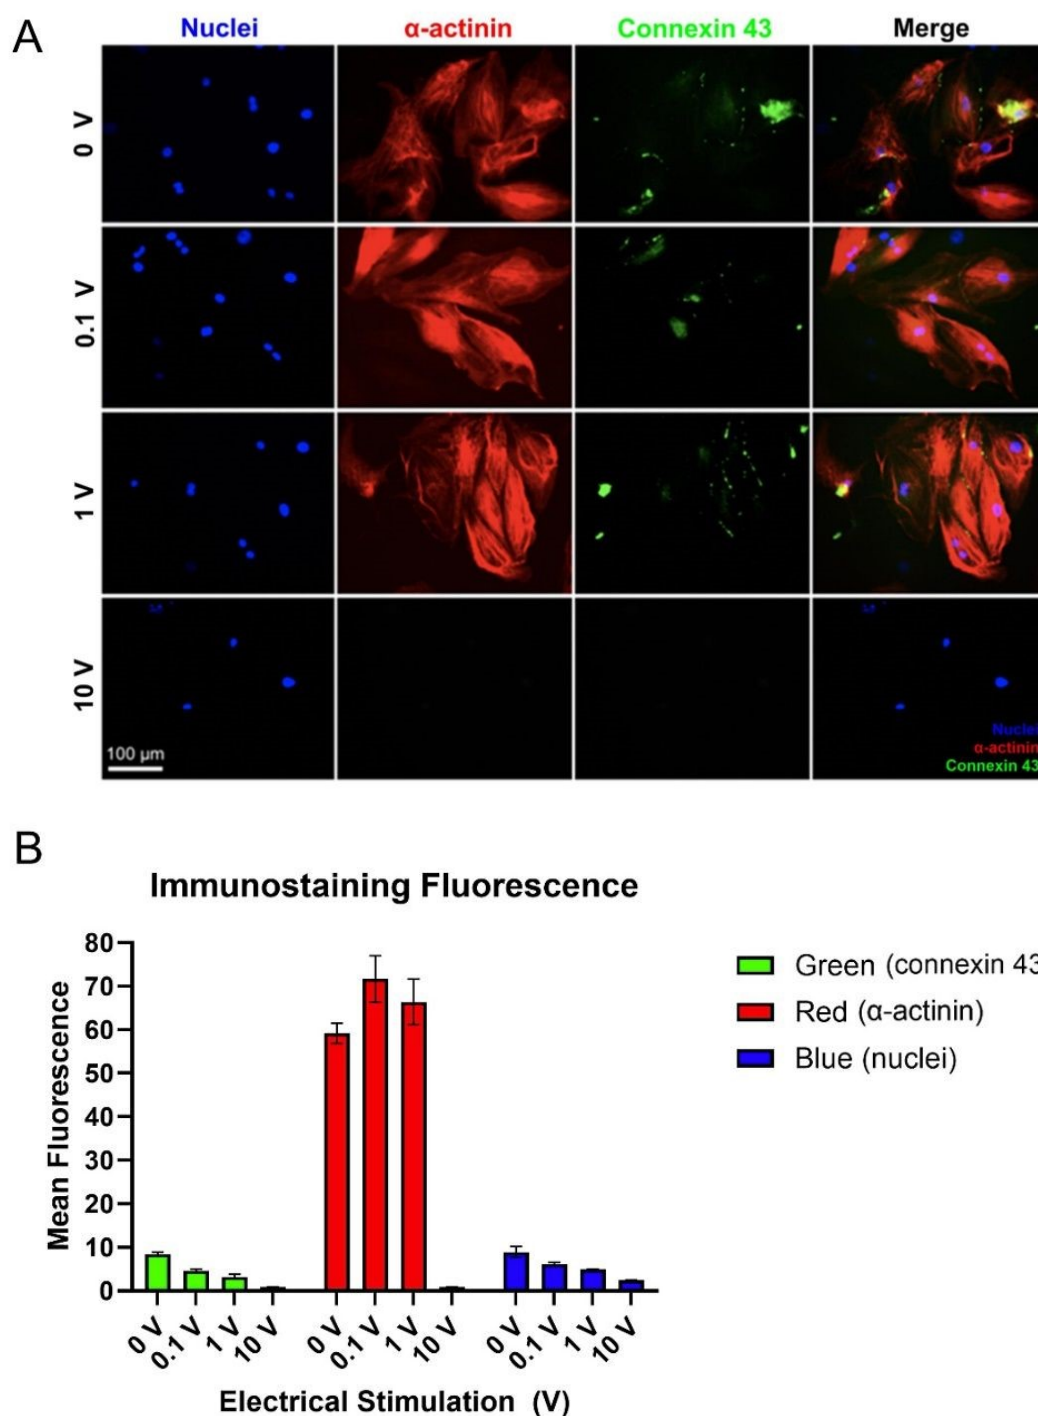 A
Nuclei α-actinin Connexin 43 Merge
0 V
0.1 V
1 V
10 V
100 µm
Nuclei
α-actinin
Connexin 43
B
Immunostaining Fluorescence
Mean Fluorescence
80
70
60
50
40
30
20
10
0
0 V 0.1 V 1 V 10 V 0 V 0.1 V 1 V 10 V 0 V 0.1 V 1 V 10 V
Electrical Stimulation (V)
Green (connexin 43
Red (α-actinin)
Blue (nuclei)